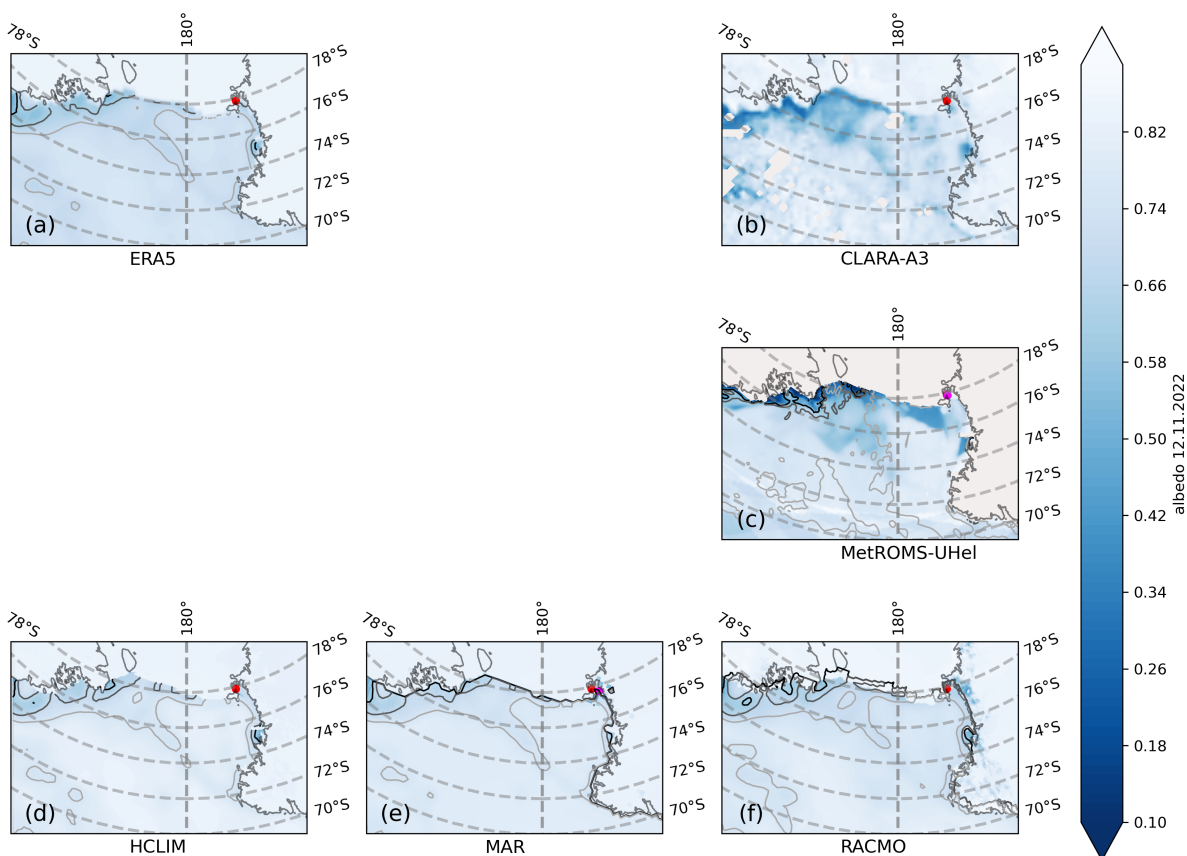 78°S 180° 78°S
76°S
74°S
72°S
70°S
(a)
ERA5
78°S 180° 78°S
76°S
74°S
72°S
70°S
(b)
CLARA-A3
78°S 180° 78°S
76°S
74°S
72°S
70°S
(c)
MetROMS-UHel
78°S 180° 78°S
76°S
74°S
72°S
70°S
(d)
HCLIM
78°S 180° 78°S
76°S
74°S
72°S
70°S
(e)
MAR
78°S 180° 78°S
76°S
74°S
72°S
70°S
(f)
RACMO
0.82
0.74
0.66
0.58
0.50
0.42
0.34
0.26
0.18
0.10
albedo 12.11.2022